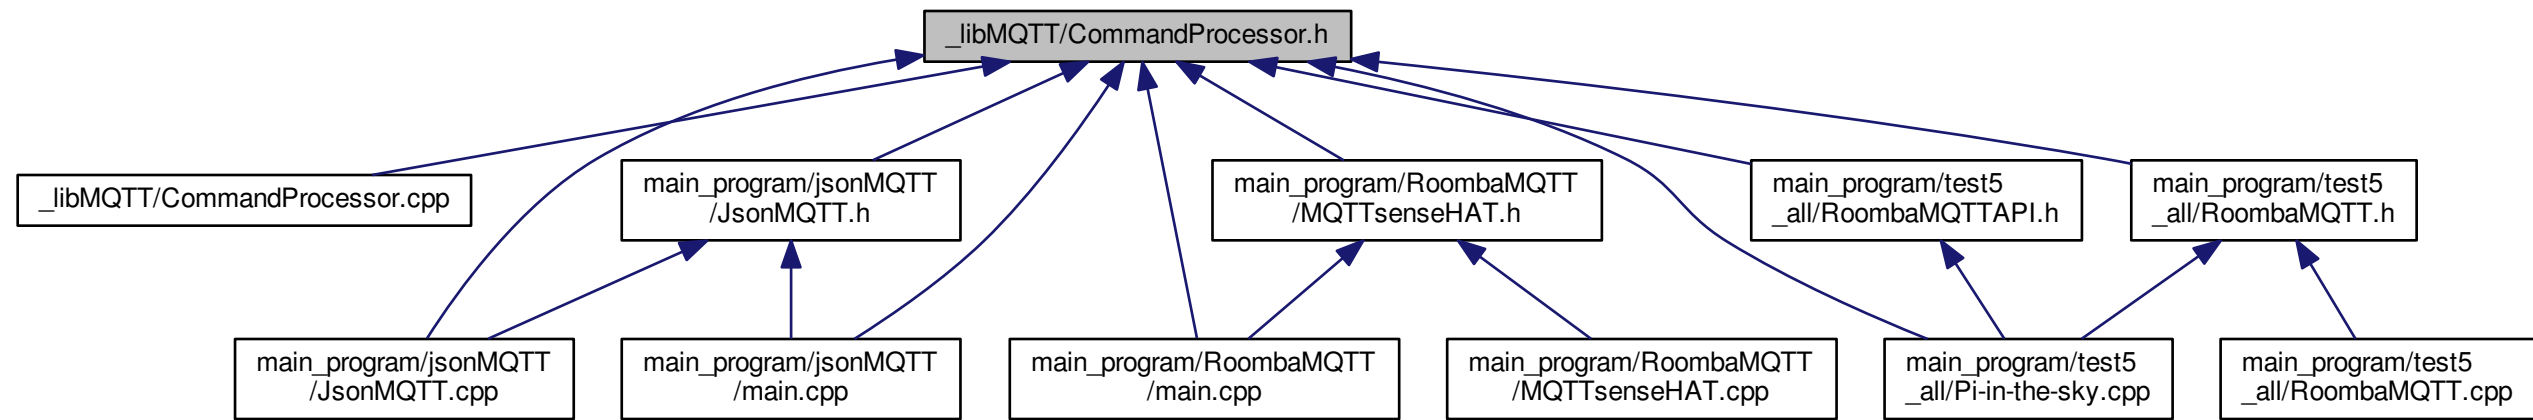 _libMQTT/CommandProcessor.h
_libMQTT/CommandProcessor.cpp
main_program/jsonMQTT
/JsonMQTT.h
main_program/RoombaMQTT
/MQTTsenseHAT.h
main_program/test5
_all/RoombaMQTTAPI.h
main_program/test5
_all/RoombaMQTT.h
main_program/jsonMQTT
/JsonMQTT.cpp
main_program/jsonMQTT
/main.cpp
main_program/RoombaMQTT
/main.cpp
main_program/RoombaMQTT
/MQTTsenseHAT.cpp
main_program/test5
_all/Pi-in-the-sky.cpp
main_program/test5
_all/RoombaMQTT.cpp